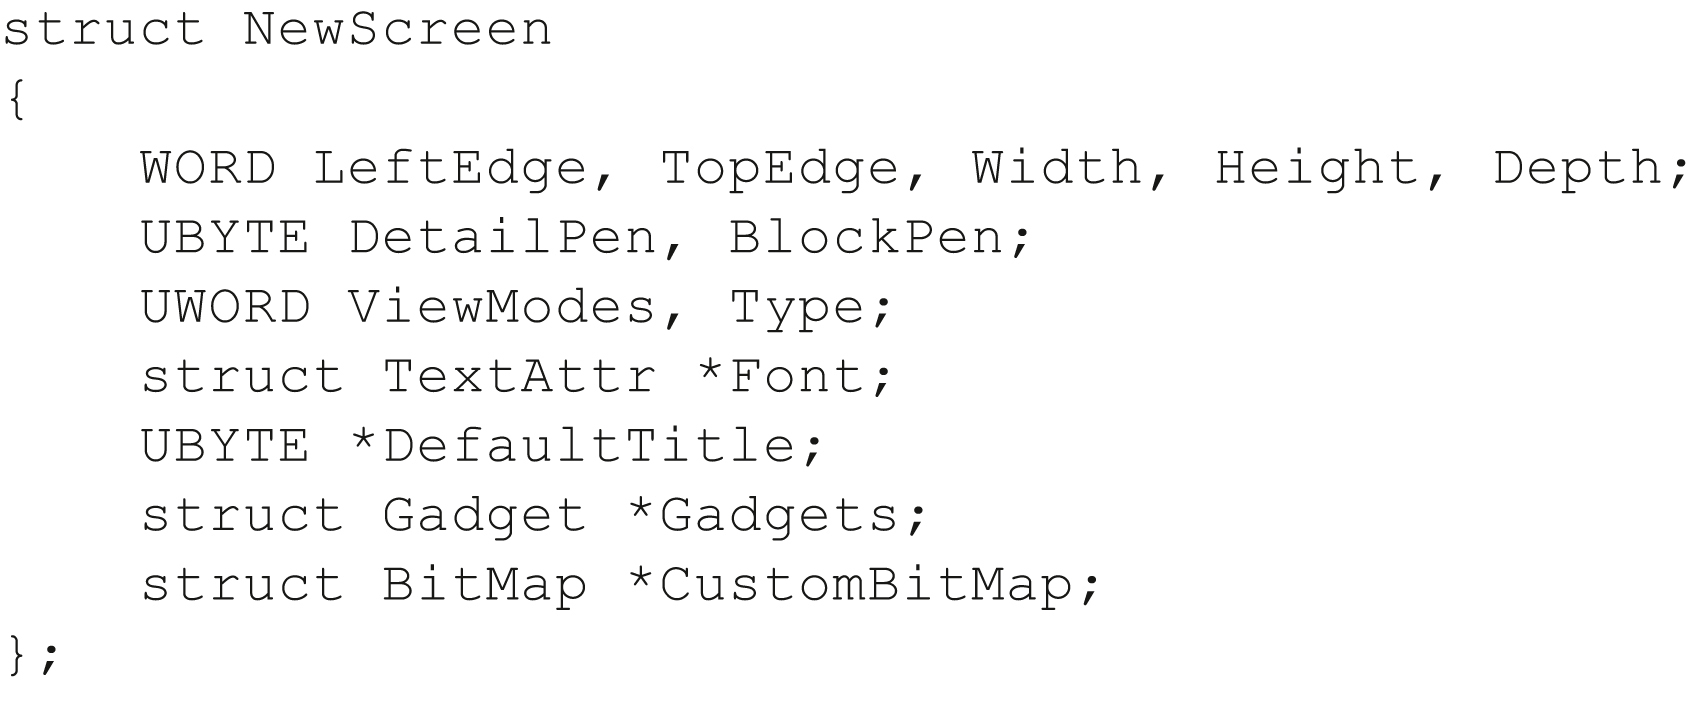 struct NewScreen
{
    WORD LeftEdge, TopEdge, Width, Height, Depth;
    UBYTE DetailPen, BlockPen;
    UWORD ViewModes, Type;
    struct TextAttr *Font;
    UBYTE *DefaultTitle;
    struct Gadget *Gadgets;
    struct BitMap *CustomBitMap;
};